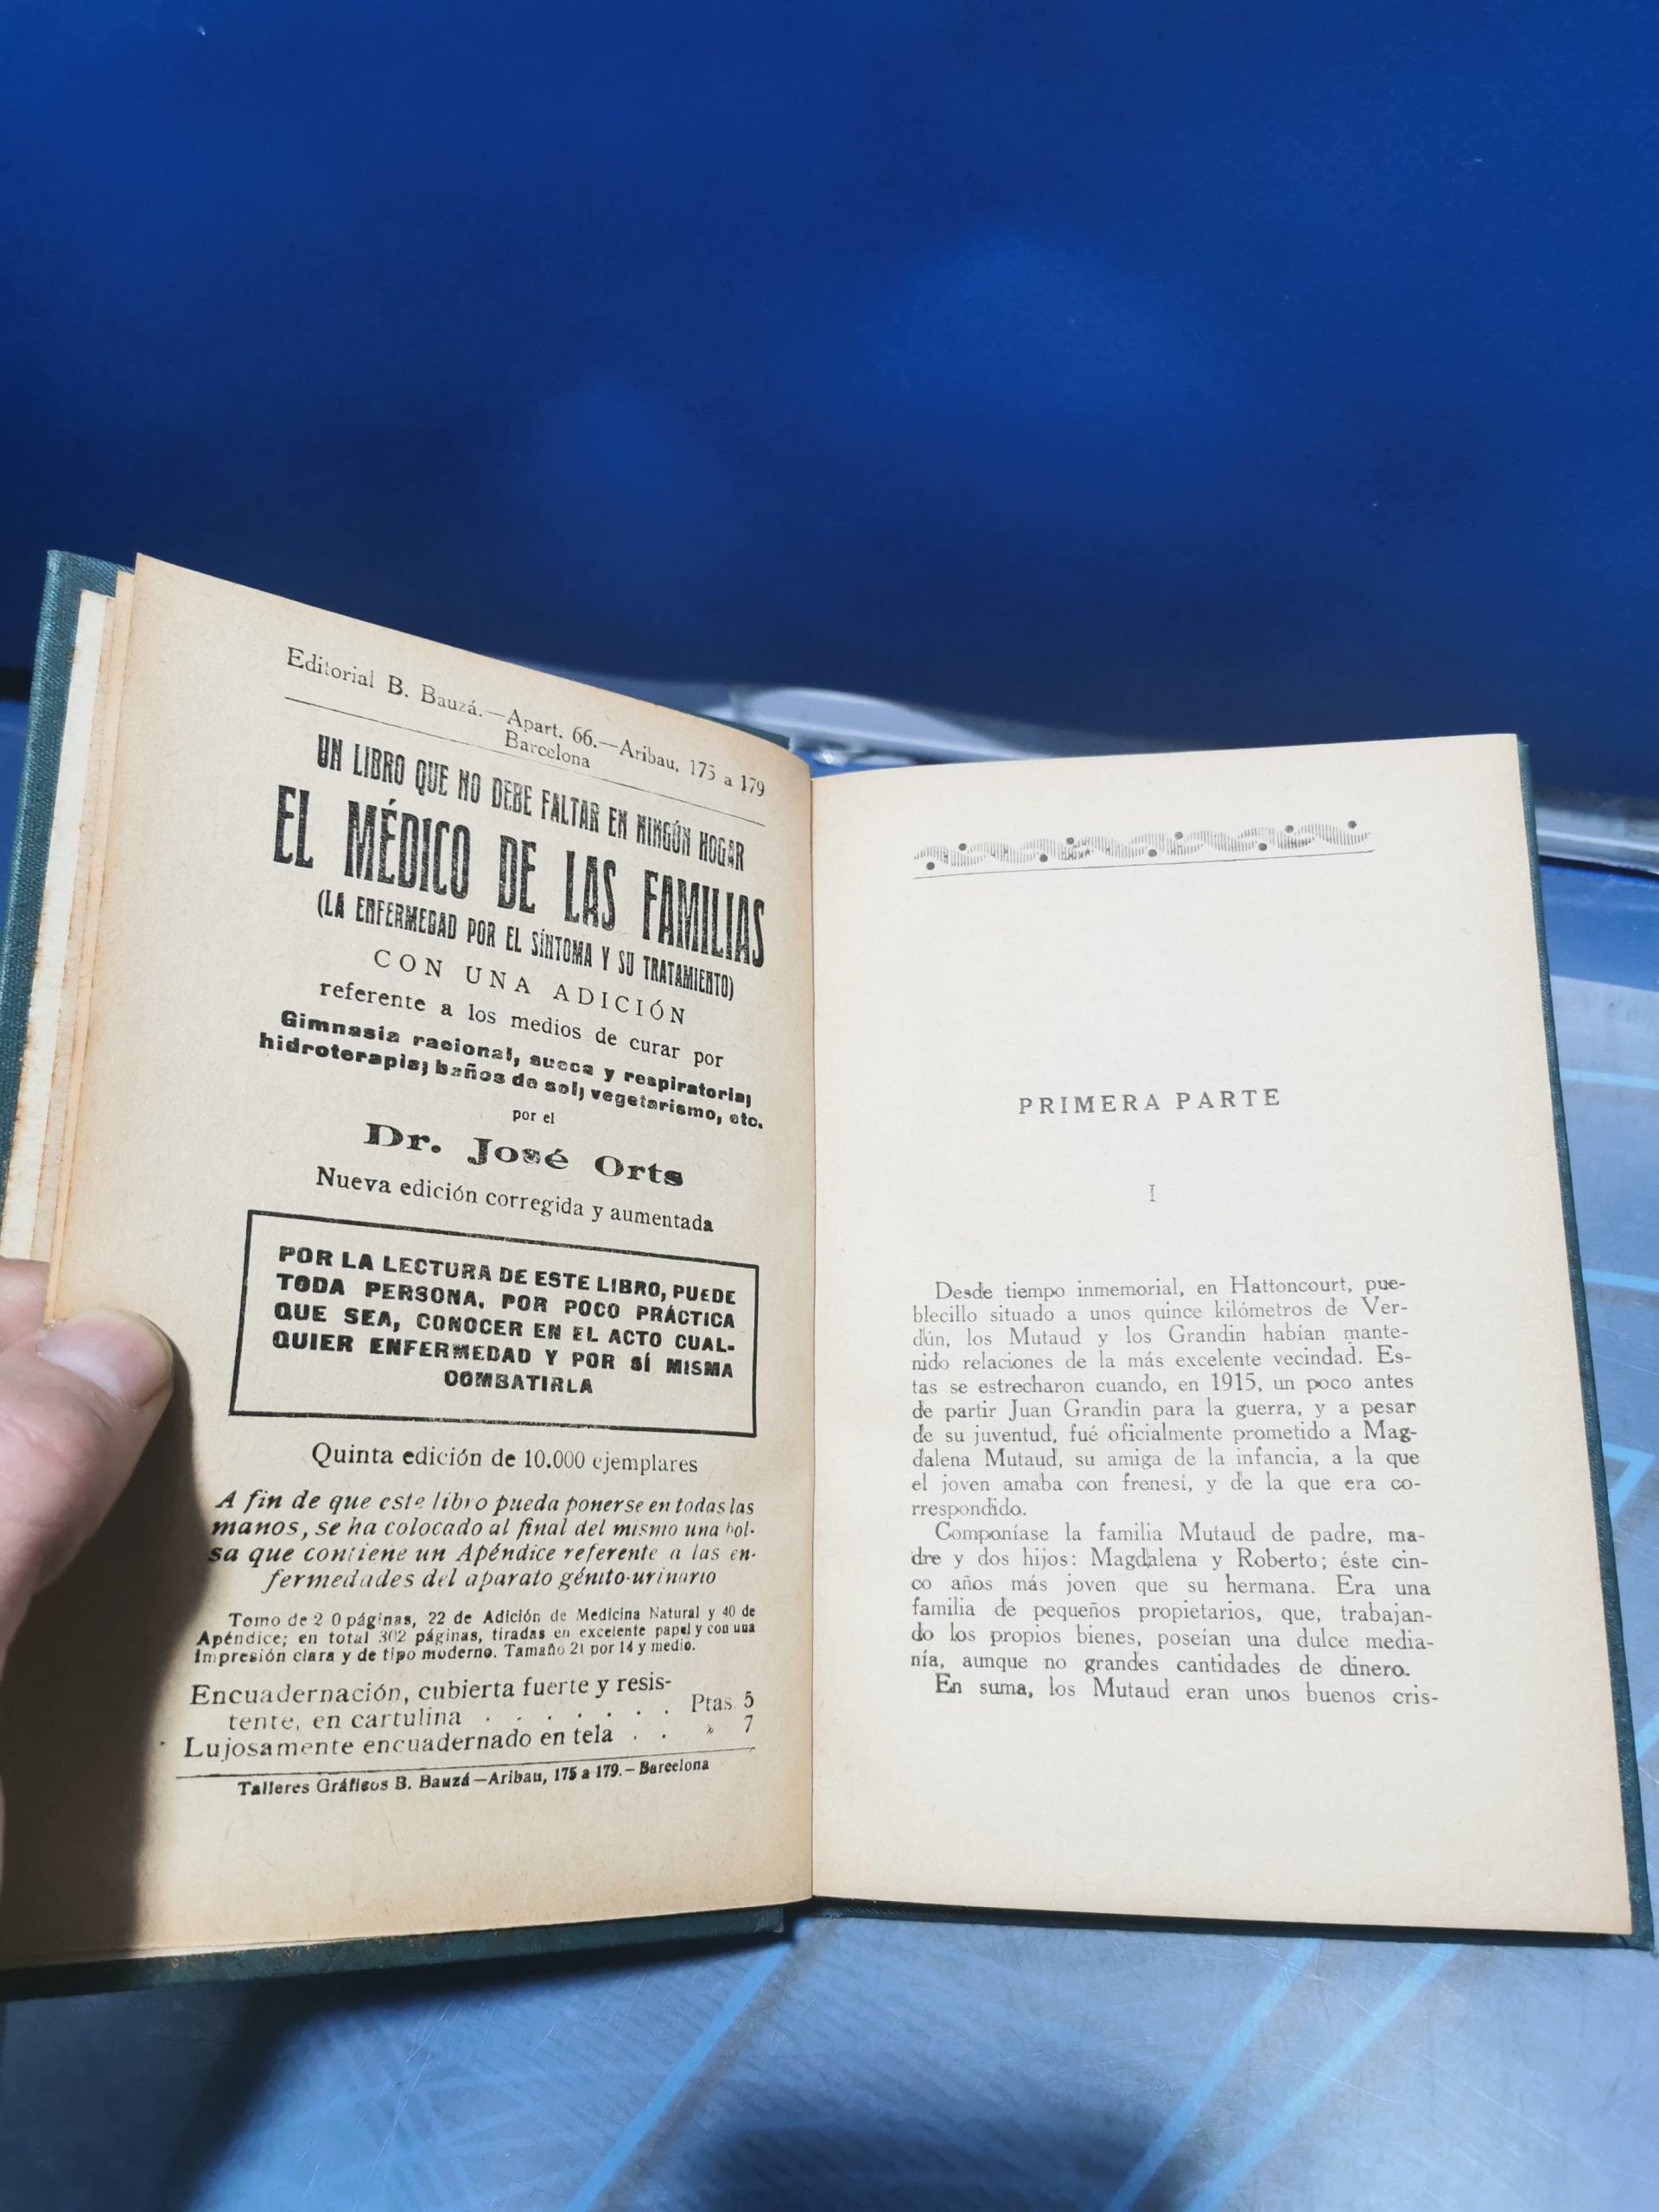 Editorial B. Bauzá.—Apart. 66.—Aribau, 175 a 179
Barcelona
UN LIBRO QUE NO DEBE FALTAR EN NINGÚN HOGAR
EL MÉDICO DE LAS FAMILIAS
(LA ENFERMEDAD POR EL SÍNTOMA Y SU TRATAMIENTO)
CON UNA ADICIÓN
referente a los medios de curar por
Gimnasia racional, sueca y respiratoria;
hidroterapia; baños de sol; vegetarismo, etc.
por el
Dr. José Orts
Nueva edición corregida y aumentada
POR LA LECTURA DE ESTE LIBRO, PUEDE
TODA PERSONA, POR POCO PRÁCTICA
QUE SEA, CONOCER EN EL ACTO CUAL-
QUIER ENFERMEDAD Y POR SÍ MISMA
COMBATIRLA
Quinta edición de 10.000 ejemplares
A fin de que este libro pueda ponerse en todas las
manos, se ha colocado al final del mismo una bol-
sa que contiene un Apéndice referente a las en-
fermedades del aparato génito-urinario
Tomo de 2 0 páginas, 22 de Adición de Medicina Natural y 40 de
Apéndice; en total 302 páginas, tiradas en excelente papel y con una
impresión clara y de tipo moderno. Tamaño 21 por 14 y medio.
Encuadernación, cubierta fuerte y resis-
tente, en cartulina . . . . . . . Ptas. 5
Lujosamente encuadernado en tela . . » 7
Talleres Gráficos B. Bauzá—Aribau, 175 a 179.—Barcelona
PRIMERA PARTE
I
Desde tiempo inmemorial, en Hattoncourt, pue-
blecillo situado a unos quince kilómetros de Ver-
dún, los Mutaud y los Grandin habían mante-
nido relaciones de la más excelente vecindad. Es-
tas se estrecharon cuando, en 1915, un poco antes
de partir Juan Grandin para la guerra, y a pesar
de su juventud, fué oficialmente prometido a Mag-
dalena Mutaud, su amiga de la infancia, a la que
el joven amaba con frenesí, y de la que era co-
rrespondido.
Componíase la familia Mutaud de padre, ma-
dre y dos hijos: Magdalena y Roberto; éste cin-
co años más joven que su hermana. Era una
familia de pequeños propietarios, que, trabajan-
do los propios bienes, poseían una dulce media-
nía, aunque no grandes cantidades de dinero.
En suma, los Mutaud eran unos buenos cris-